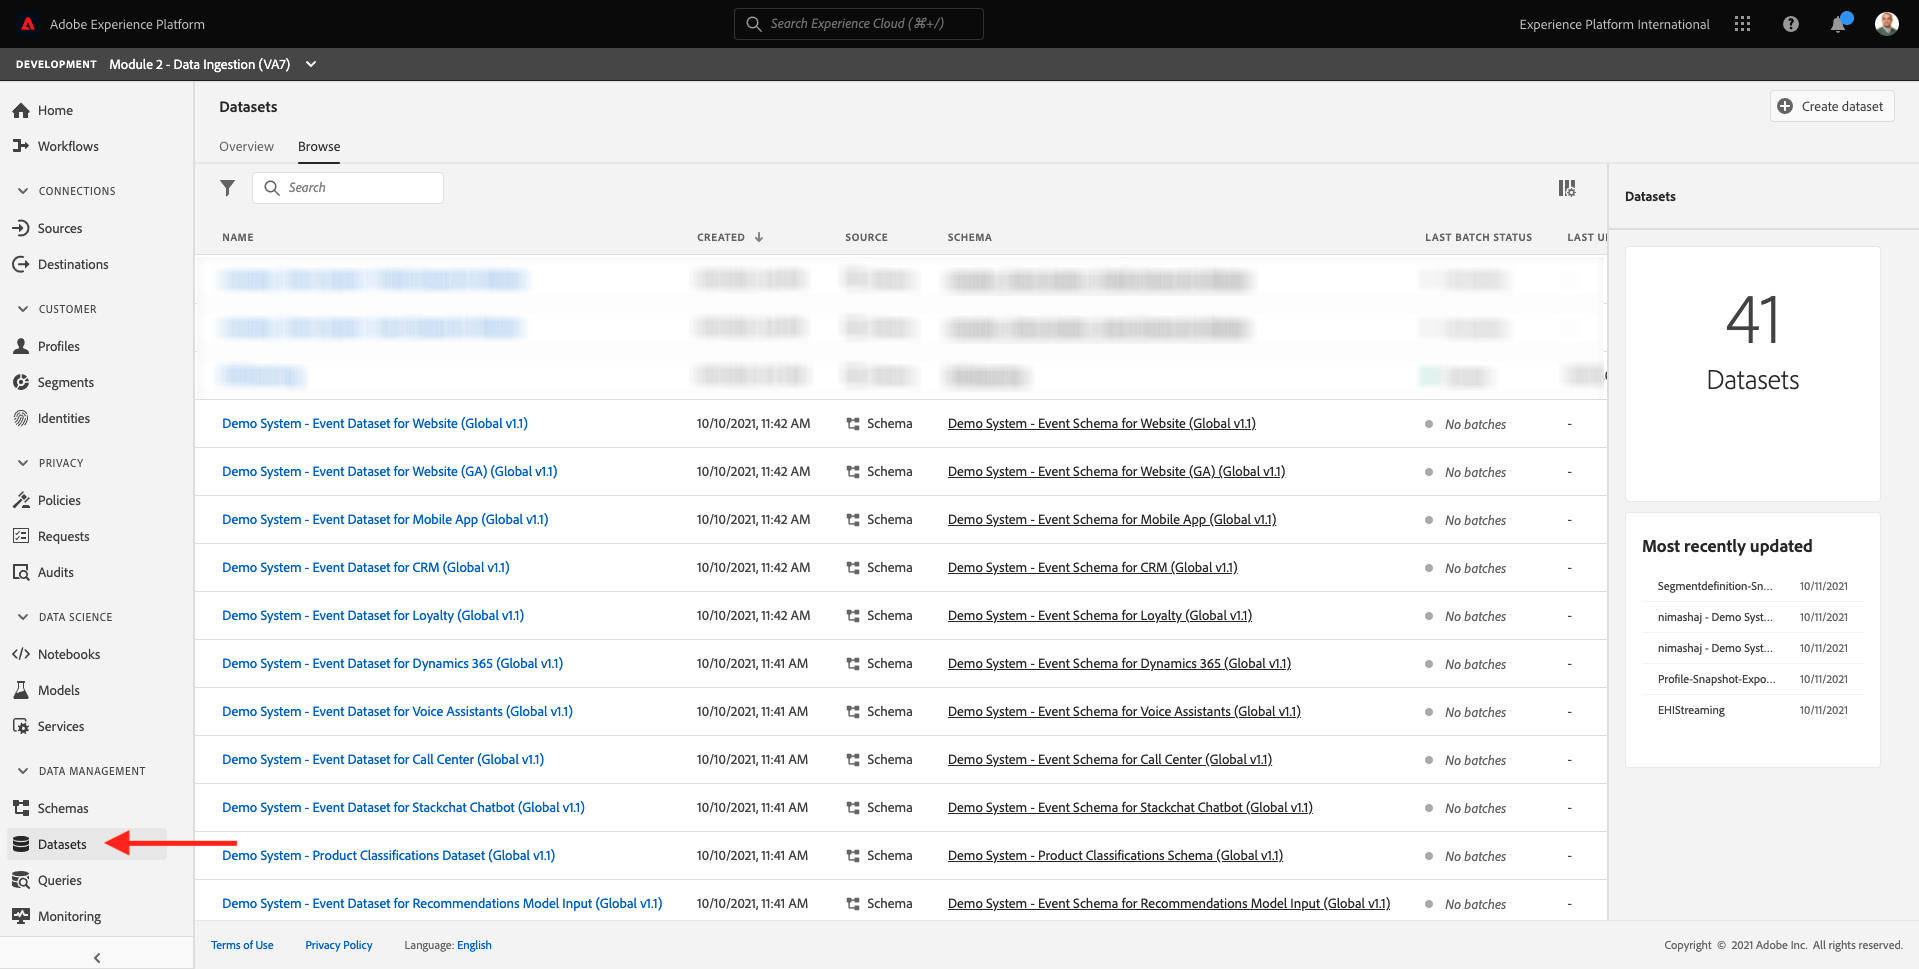 Adobe Experience Platform
Search Experience Cloud (⌘+/)
Experience Platform International
DEVELOPMENT Module 2 - Data Ingestion (VA7)
Home
Workflows
CONNECTIONS
Sources
Destinations
CUSTOMER
Profiles
Segments
Identities
PRIVACY
Policies
Requests
Audits
DATA SCIENCE
Notebooks
Models
Services
DATA MANAGEMENT
Schemas
Datasets
Queries
Monitoring
Datasets
Create dataset
Overview Browse
Search
NAME CREATED ↓ SOURCE SCHEMA LAST BATCH STATUS LAST U
Demo System - Event Dataset for Website (Global v1.1) 10/10/2021, 11:42 AM Schema Demo System - Event Schema for Website (Global v1.1) No batches -
Demo System - Event Dataset for Website (GA) (Global v1.1) 10/10/2021, 11:42 AM Schema Demo System - Event Schema for Website (GA) (Global v1.1) No batches -
Demo System - Event Dataset for Mobile App (Global v1.1) 10/10/2021, 11:42 AM Schema Demo System - Event Schema for Mobile App (Global v1.1) No batches -
Demo System - Event Dataset for CRM (Global v1.1) 10/10/2021, 11:42 AM Schema Demo System - Event Schema for CRM (Global v1.1) No batches -
Demo System - Event Dataset for Loyalty (Global v1.1) 10/10/2021, 11:42 AM Schema Demo System - Event Schema for Loyalty (Global v1.1) No batches -
Demo System - Event Dataset for Dynamics 365 (Global v1.1) 10/10/2021, 11:41 AM Schema Demo System - Event Schema for Dynamics 365 (Global v1.1) No batches -
Demo System - Event Dataset for Voice Assistants (Global v1.1) 10/10/2021, 11:41 AM Schema Demo System - Event Schema for Voice Assistants (Global v1.1) No batches -
Demo System - Event Dataset for Call Center (Global v1.1) 10/10/2021, 11:41 AM Schema Demo System - Event Schema for Call Center (Global v1.1) No batches -
Demo System - Event Dataset for Stackchat Chatbot (Global v1.1) 10/10/2021, 11:41 AM Schema Demo System - Event Schema for Stackchat Chatbot (Global v1.1) No batches -
Demo System - Product Classifications Dataset (Global v1.1) 10/10/2021, 11:41 AM Schema Demo System - Product Classifications Schema (Global v1.1) No batches -
Demo System - Event Dataset for Recommendations Model Input (Global v1.1) 10/10/2021, 11:41 AM Schema Demo System - Event Schema for Recommendations Model Input (Global v1.1) No batches -
Datasets
41
Datasets
Most recently updated
Segmentdefinition-Sn... 10/11/2021
nimashaj - Demo Syst... 10/11/2021
nimashaj - Demo Syst... 10/11/2021
Profile-Snapshot-Expo... 10/11/2021
EHIStreaming 10/11/2021
Terms of Use Privacy Policy Language: English
Copyright © 2021 Adobe Inc. All rights reserved.